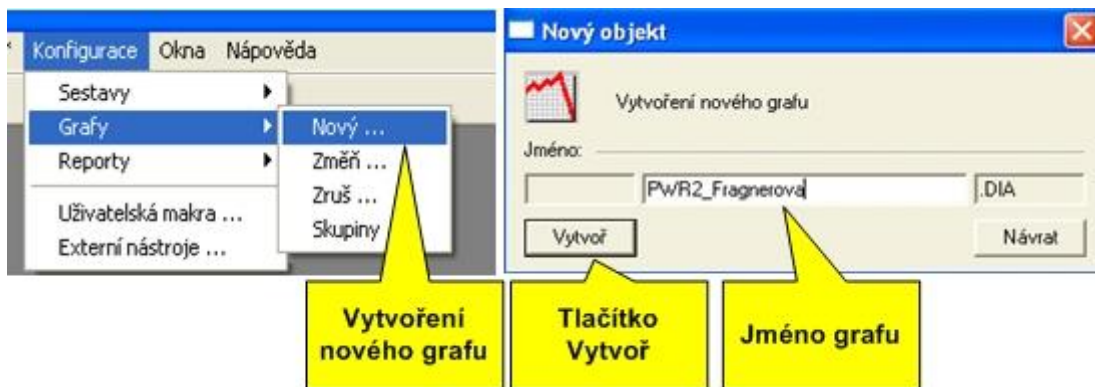 Konfigurace Okna Nápověda
Sestavy
Grafy
Reporty
Uživatelská makra ...
Externí nástroje ...
Nový ...
Změň ...
Zruš ...
Skupiny
Nový objekt
Vytvoření nového grafu
Jméno:
PWR2_Fragnerova .DIA
Vytvoř Návrat
Vytvoření
nového grafu
Tlačítko
Vytvoř
Jméno grafu